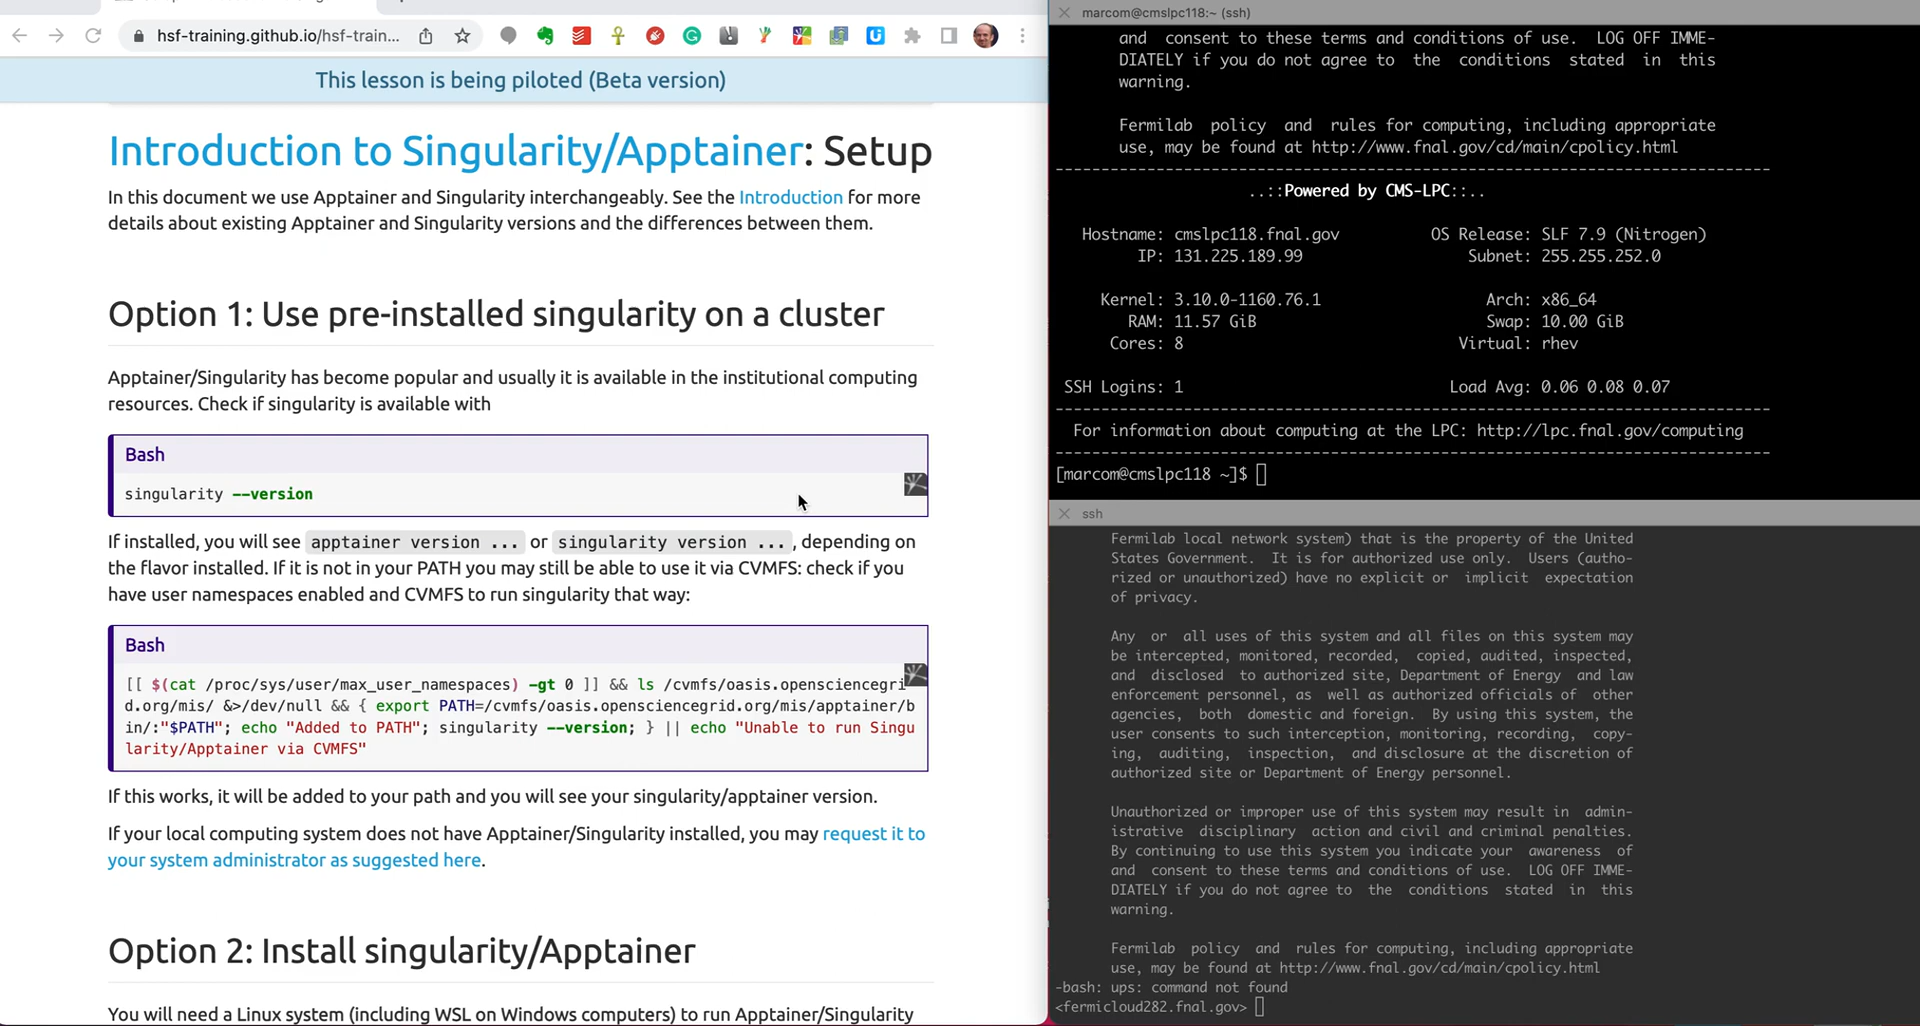 hsf-training.github.io/hsf-train...
This lesson is being piloted (Beta version)
Introduction to Singularity/Apptainer: Setup
In this document we use Apptainer and Singularity interchangeably. See the Introduction for more
details about existing Apptainer and Singularity versions and the differences between them.
Option 1: Use pre-installed singularity on a cluster
Apptainer/Singularity has become popular and usually it is available in the institutional computing
resources. Check if singularity is available with
Bash
singularity --version
If installed, you will see apptainer version ... or singularity version ... , depending on
the flavor installed. If it is not in your PATH you may still be able to use it via CVMFS: check if you
have user namespaces enabled and CVMFS to run singularity that way:
Bash
[[ $(cat /proc/sys/user/max_user_namespaces) -gt 0 ]] && ls /cvmfs/oasis.opensciencegri
d.org/mis/ &>/dev/null && { export PATH=/cvmfs/oasis.opensciencegrid.org/mis/apptainer/b
in/:"$PATH"; echo "Added to PATH"; singularity --version; } || echo "Unable to run Singu
larity/Apptainer via CVMFS"
If this works, it will be added to your path and you will see your singularity/apptainer version.
If your local computing system does not have Apptainer/Singularity installed, you may request it to
your system administrator as suggested here.
Option 2: Install singularity/Apptainer
You will need a Linux system (including WSL on Windows computers) to run Apptainer/Singularity
marcom@cmslpc118:~ (ssh)
and consent to these terms and conditions of use. LOG OFF IMME-
DIATELY if you do not agree to the conditions stated in this
warning.
Fermilab policy and rules for computing, including appropriate
use, may be found at http://www.fnal.gov/cd/main/cpolicy.html
--------------------------------------------------------------------------------
..::Powered by CMS-LPC::..
Hostname: cmslpc118.fnal.gov OS Release: SLF 7.9 (Nitrogen)
IP: 131.225.189.99 Subnet: 255.255.252.0
Kernel: 3.10.0-1160.76.1 Arch: x86_64
RAM: 11.57 GiB Swap: 10.00 GiB
Cores: 8 Virtual: rhev
SSH Logins: 1 Load Avg: 0.06 0.08 0.07
--------------------------------------------------------------------------------
For information about computing at the LPC: http://lpc.fnal.gov/computing
--------------------------------------------------------------------------------
[marcom@cmslpc118 ~]$
ssh
Fermilab local network system) that is the property of the United
States Government. It is for authorized use only. Users (autho-
rized or unauthorized) have no explicit or implicit expectation
of privacy.
Any or all uses of this system and all files on this system may
be intercepted, monitored, recorded, copied, audited, inspected,
and disclosed to authorized site, Department of Energy and law
enforcement personnel, as well as authorized officials of other
agencies, both domestic and foreign. By using this system, the
user consents to such interception, monitoring, recording, copy-
ing, auditing, inspection, and disclosure at the discretion of
authorized site or Department of Energy personnel.
Unauthorized or improper use of this system may result in admin-
istrative disciplinary action and civil and criminal penalties.
By continuing to use this system you indicate your awareness of
and consent to these terms and conditions of use. LOG OFF IMME-
DIATELY if you do not agree to the conditions stated in this
warning.
Fermilab policy and rules for computing, including appropriate
use, may be found at http://www.fnal.gov/cd/main/cpolicy.html
-bash: ups: command not found
<fermicloud282.fnal.gov>